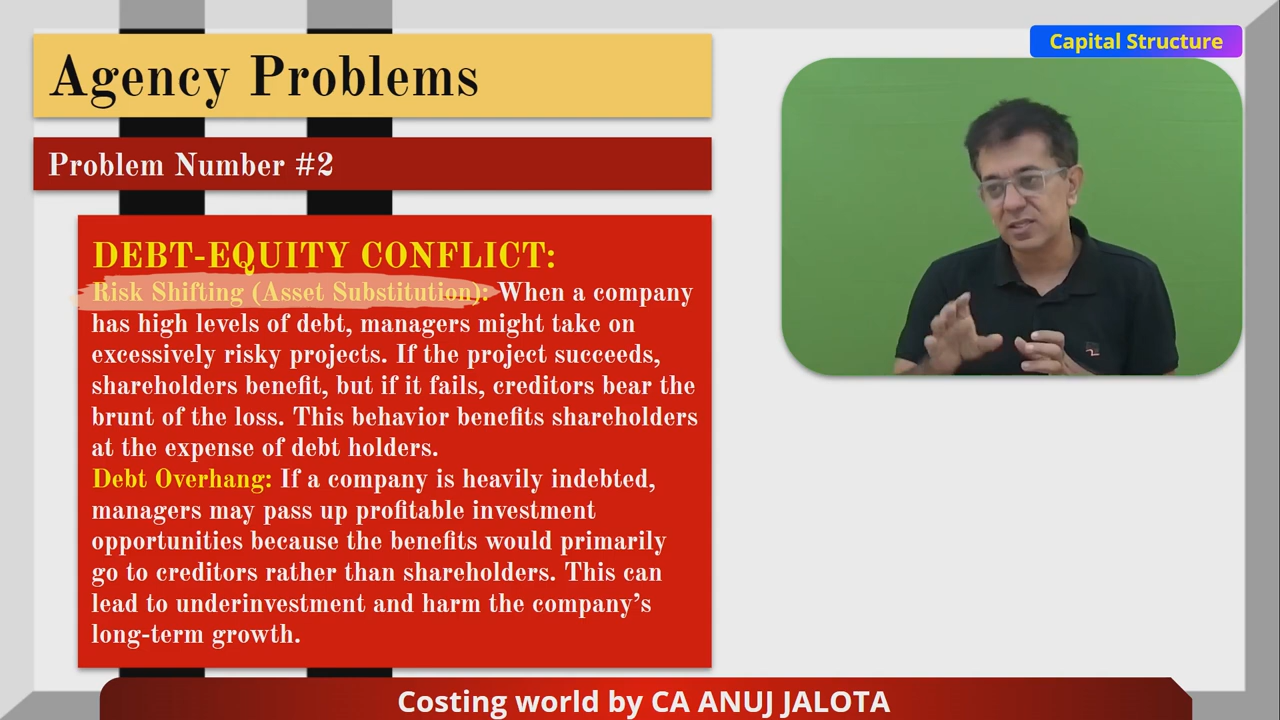 Capital Structure
Agency Problems
Problem Number #2
DEBT-EQUITY CONFLICT:
Risk Shifting (Asset Substitution): When a company
has high levels of debt, managers might take on
excessively risky projects. If the project succeeds,
shareholders benefit, but if it fails, creditors bear the
brunt of the loss. This behavior benefits shareholders
at the expense of debt holders.
Debt Overhang: If a company is heavily indebted,
managers may pass up profitable investment
opportunities because the benefits would primarily
go to creditors rather than shareholders. This can
lead to underinvestment and harm the company’s
long-term growth.
Costing world by CA ANUJ JALOTA